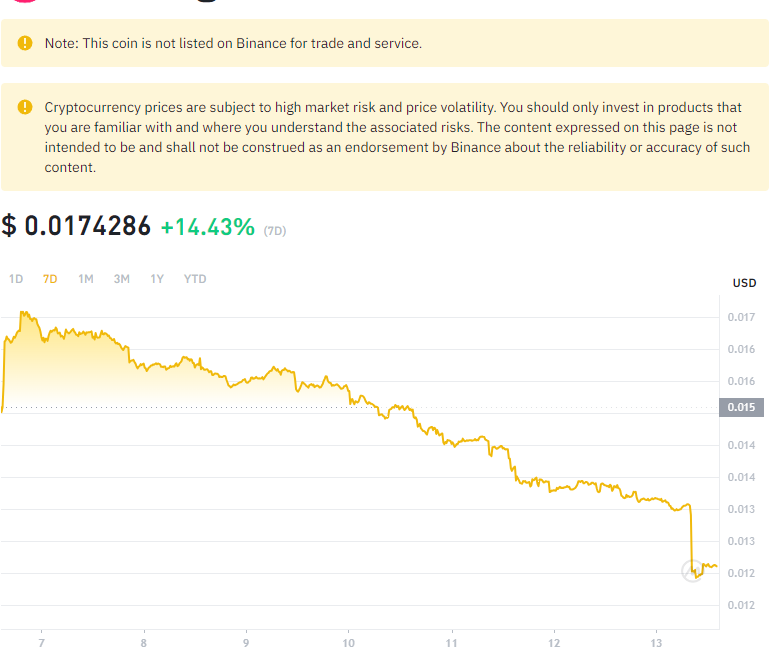 Note: This coin is not listed on Binance for trade and service.
Cryptocurrency prices are subject to high market risk and price volatility. You should only invest in products that
you are familiar with and where you understand the associated risks. The content expressed on this page is not
intended to be and shall not be construed as an endorsement by Binance about the reliability or accuracy of such
content.
$ 0.0174286 +14.43% (7D)
1D 7D 1M 3M 1Y YTD
USD
0.017
0.016
0.016
0.015
0.014
0.014
0.013
0.013
0.012
0.012
7 8 9 10 11 12 13